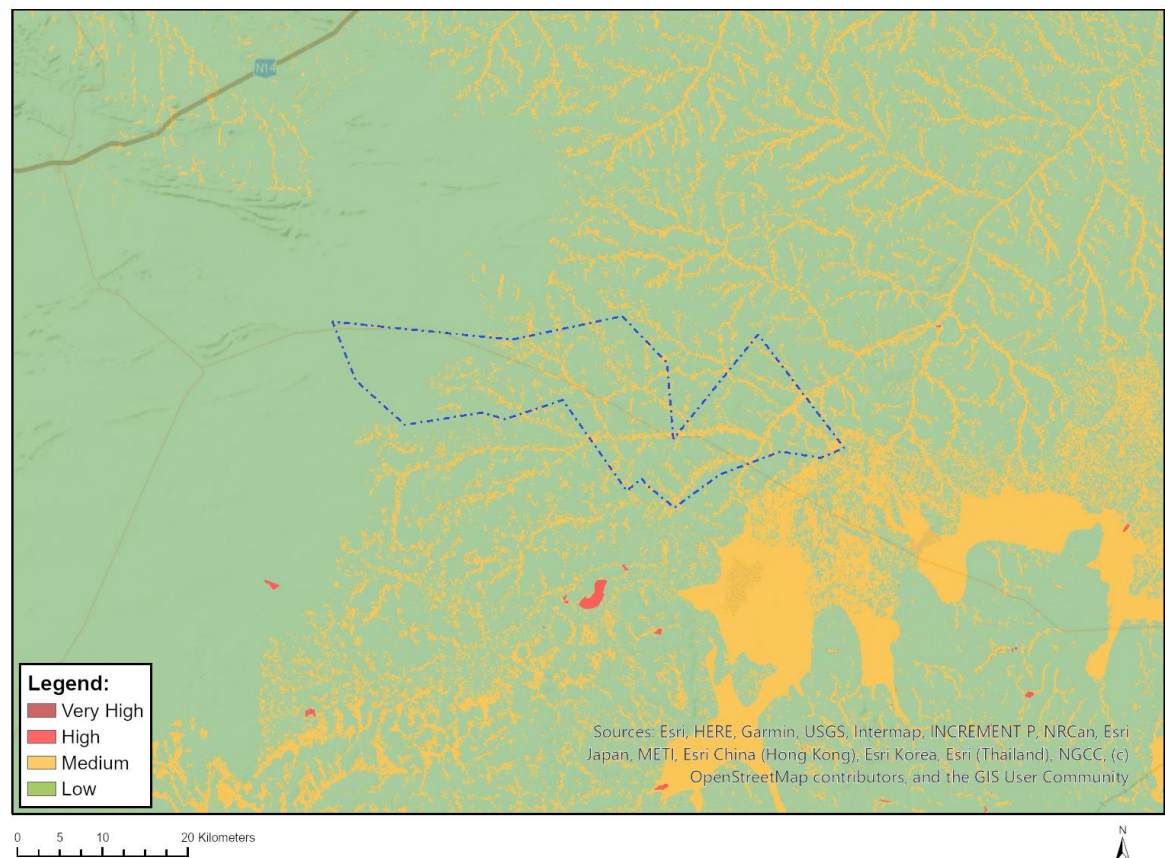 N14
Legend:
Very High
High
Medium
Low
Sources: Esri, HERE, Garmin, USGS, Intermap, INCREMENT P, NRCan, Esri
Japan, METI, Esri China (Hong Kong), Esri Korea, Esri (Thailand), NGCC, (c)
OpenStreetMap contributors, and the GIS User Community
0 5 10 20 Kilometers
N